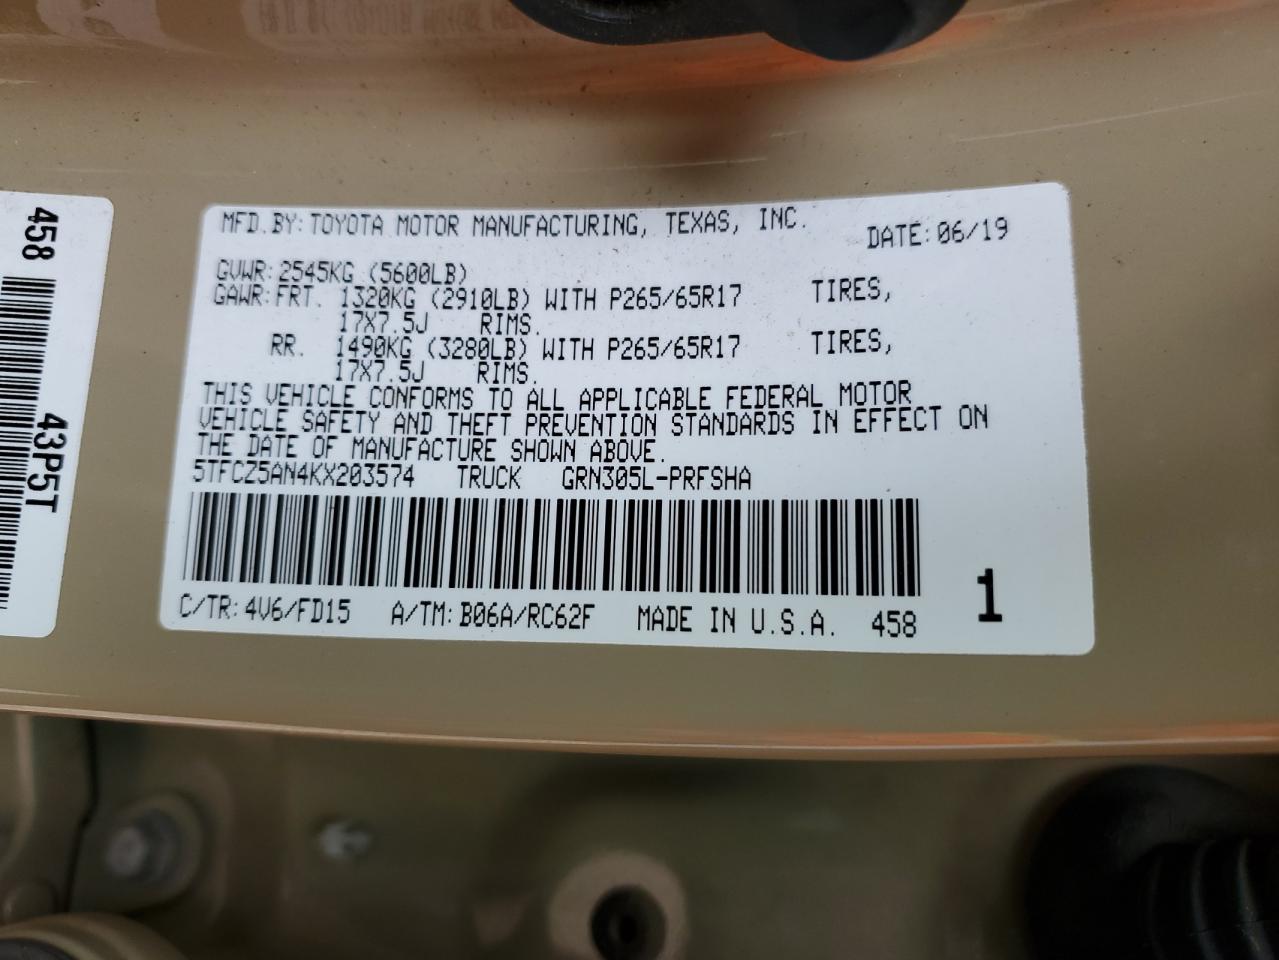 MFD. BY: TOYOTA MOTOR MANUFACTURING, TEXAS, INC.
DATE: 06/19
GVWR: 2545KG (5600LB)
GAWR: FRT. 1320KG (2910LB) WITH P265/65R17 TIRES,
17X7.5J RIMS.
RR. 1490KG (3280LB) WITH P265/65R17 TIRES,
17X7.5J RIMS.
THIS VEHICLE CONFORMS TO ALL APPLICABLE FEDERAL MOTOR
VEHICLE SAFETY AND THEFT PREVENTION STANDARDS IN EFFECT ON
THE DATE OF MANUFACTURE SHOWN ABOVE.
5TFCZ5AN4KX203574 TRUCK GRN305L-PRFSHA
C/TR: 4V6/FD15 A/TM: B06A/RC62F MADE IN U.S.A. 458 1
458
43P5T